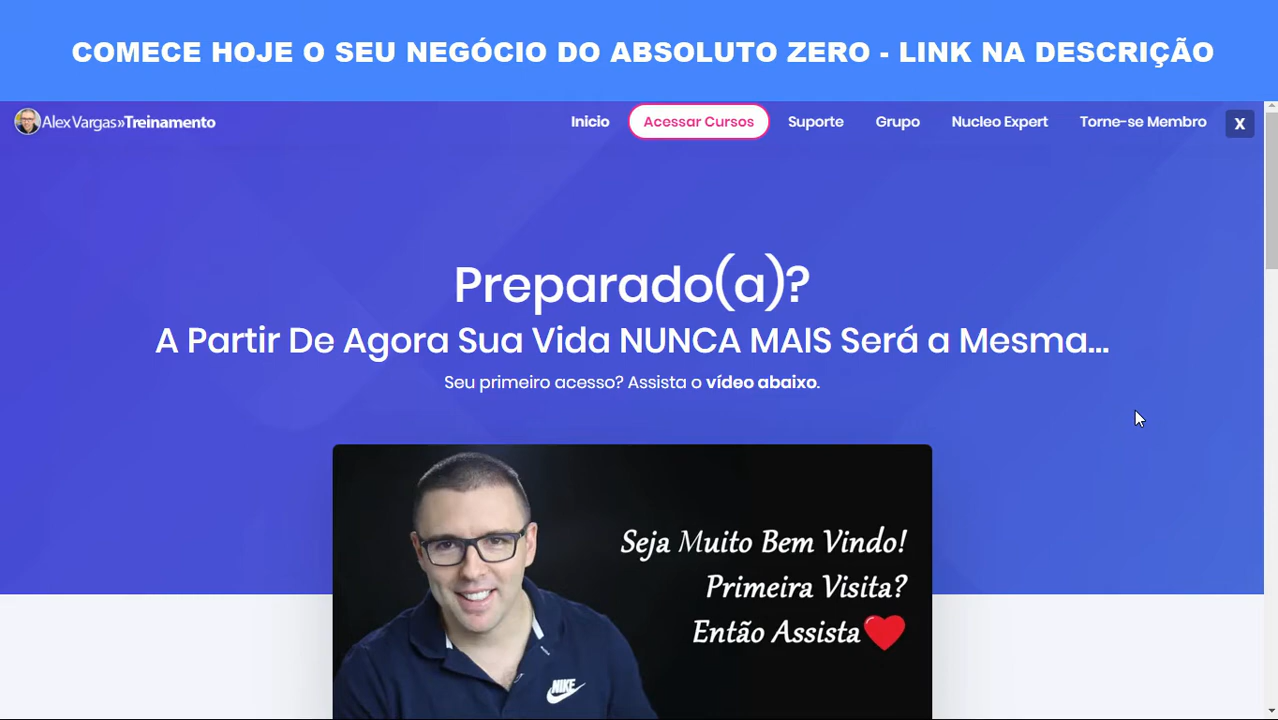 COMECE HOJE O SEU NEGÓCIO DO ABSOLUTO ZERO - LINK NA DESCRIÇÃO
Alex Vargas»Treinamento
Inicio
Acessar Cursos
Suporte
Grupo
Nucleo Expert
Torne-se Membro
X
Preparado(a)?
A Partir De Agora Sua Vida NUNCA MAIS Será a Mesma...
Seu primeiro acesso? Assista o vídeo abaixo.
Seja Muito Bem Vindo!
Primeira Visita?
Então Assista
NIKE